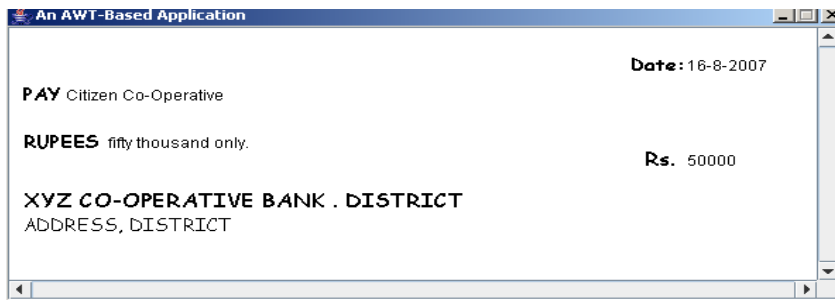 An AWT-Based Application
Date: 16-8-2007
PAY Citizen Co-Operative
RUPEES fifty thousand only.
Rs. 50000
XYZ CO-OPERATIVE BANK . DISTRICT
ADDRESS, DISTRICT